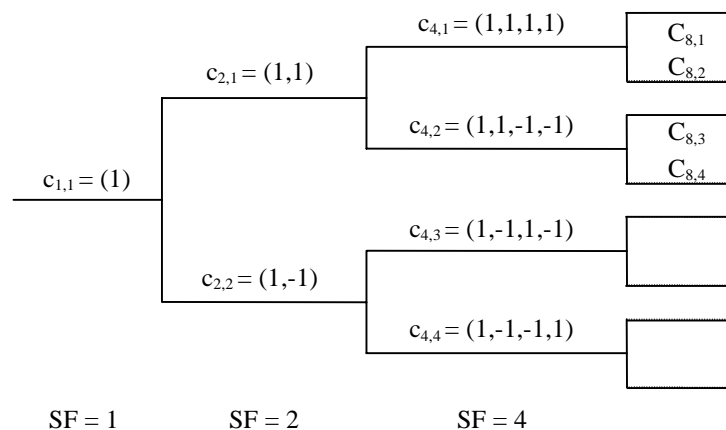 c4,1 = (1,1,1,1)
C8,1
C8,2
c2,1 = (1,1)
c4,2 = (1,1,-1,-1)
C8,3
C8,4
c1,1 = (1)
c4,3 = (1,-1,1,-1)
c2,2 = (1,-1)
c4,4 = (1,-1,-1,1)
SF = 1
SF = 2
SF = 4